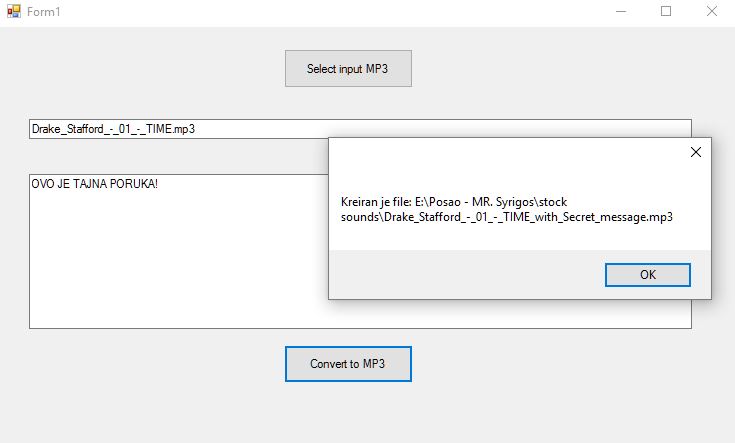 Form1
Select input MP3
Drake_Stafford_-_01_-_TIME.mp3
OVO JE TAJNA PORUKA!
Kreiran je file: E:\Posao - MR. Syrigos\stock
sounds\Drake_Stafford_-_01_-_TIME_with_Secret_message.mp3
OK
Convert to MP3